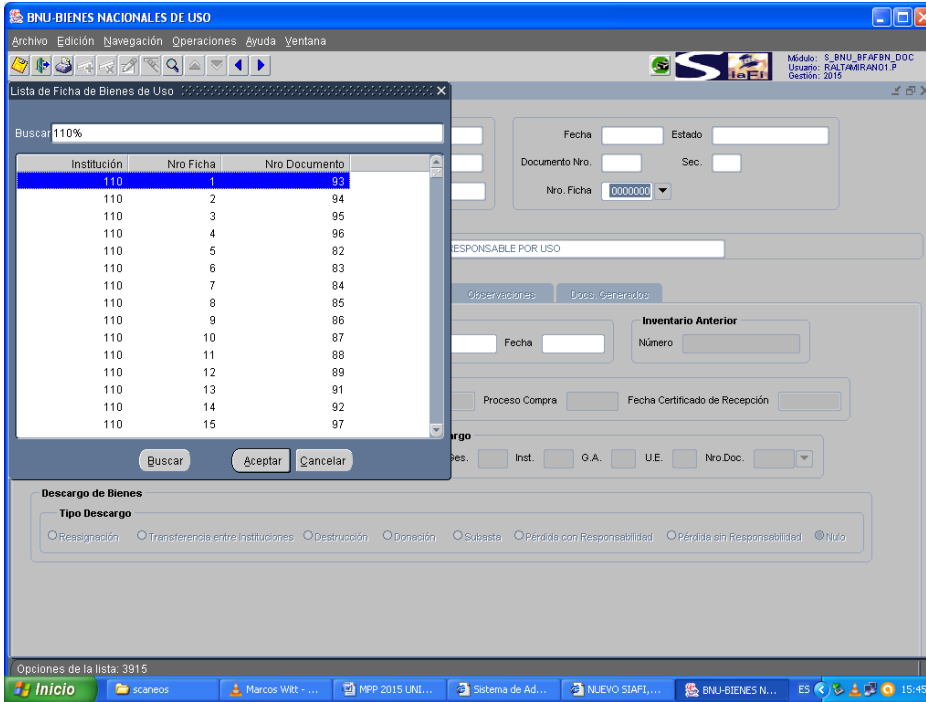 BNU-BIENES NACIONALES DE USO
Archivo Edición Navegación Operaciones Ayuda Ventana
SIaFI
Módulo: S_BNU_BFAFBN_DOC
Usuario: RALTAMIRANO1.P
Gestión: 2015
Lista de Ficha de Bienes de Uso
Buscar 110%
Institución Nro Ficha Nro Documento
110 1 93
110 2 94
110 3 95
110 4 96
110 5 82
110 6 83
110 7 84
110 8 85
110 9 86
110 10 87
110 11 88
110 12 89
110 13 91
110 14 92
110 15 97
Buscar Aceptar Cancelar
Fecha Estado
Documento Nro. Sec.
Nro. Ficha 0000000
RESPONSABLE POR USO
Observaciones Docs. Generados
Inventario Anterior
Fecha Número
Proceso Compra Fecha Certificado de Recepción
argo
Ges. Inst. G.A. U.E. Nro.Doc.
Descargo de Bienes
Tipo Descargo
Reasignación Transferencia entre Instituciones Destrucción Donación Subasta Pérdida con Responsabilidad Pérdida sin Responsabilidad Nulo
Opciones de la lista: 3915
Inicio scaneos Marcos Witt - ... MPP 2015 UNI... Sistema de Ad... NUEVO SIAFI,... BNU-BIENES N... ES 15:45